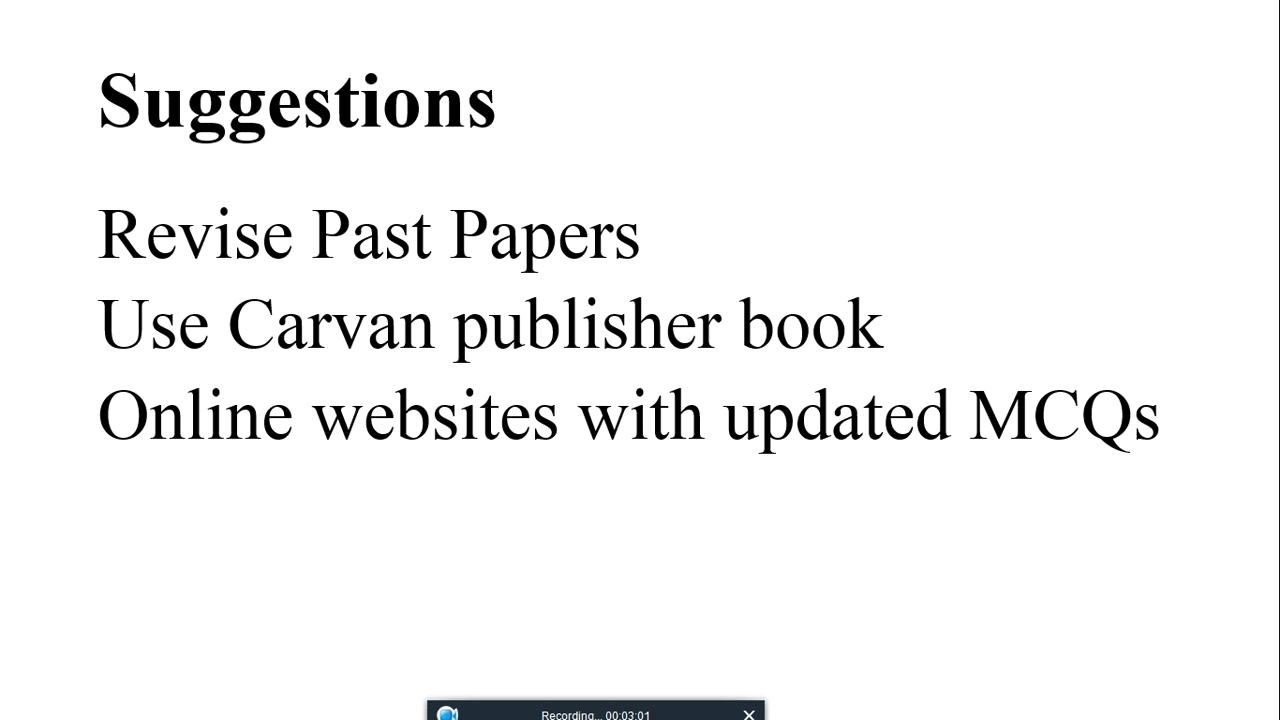 Suggestions
Revise Past Papers
Use Carvan publisher book
Online websites with updated MCQs
Recording... 00:03:01